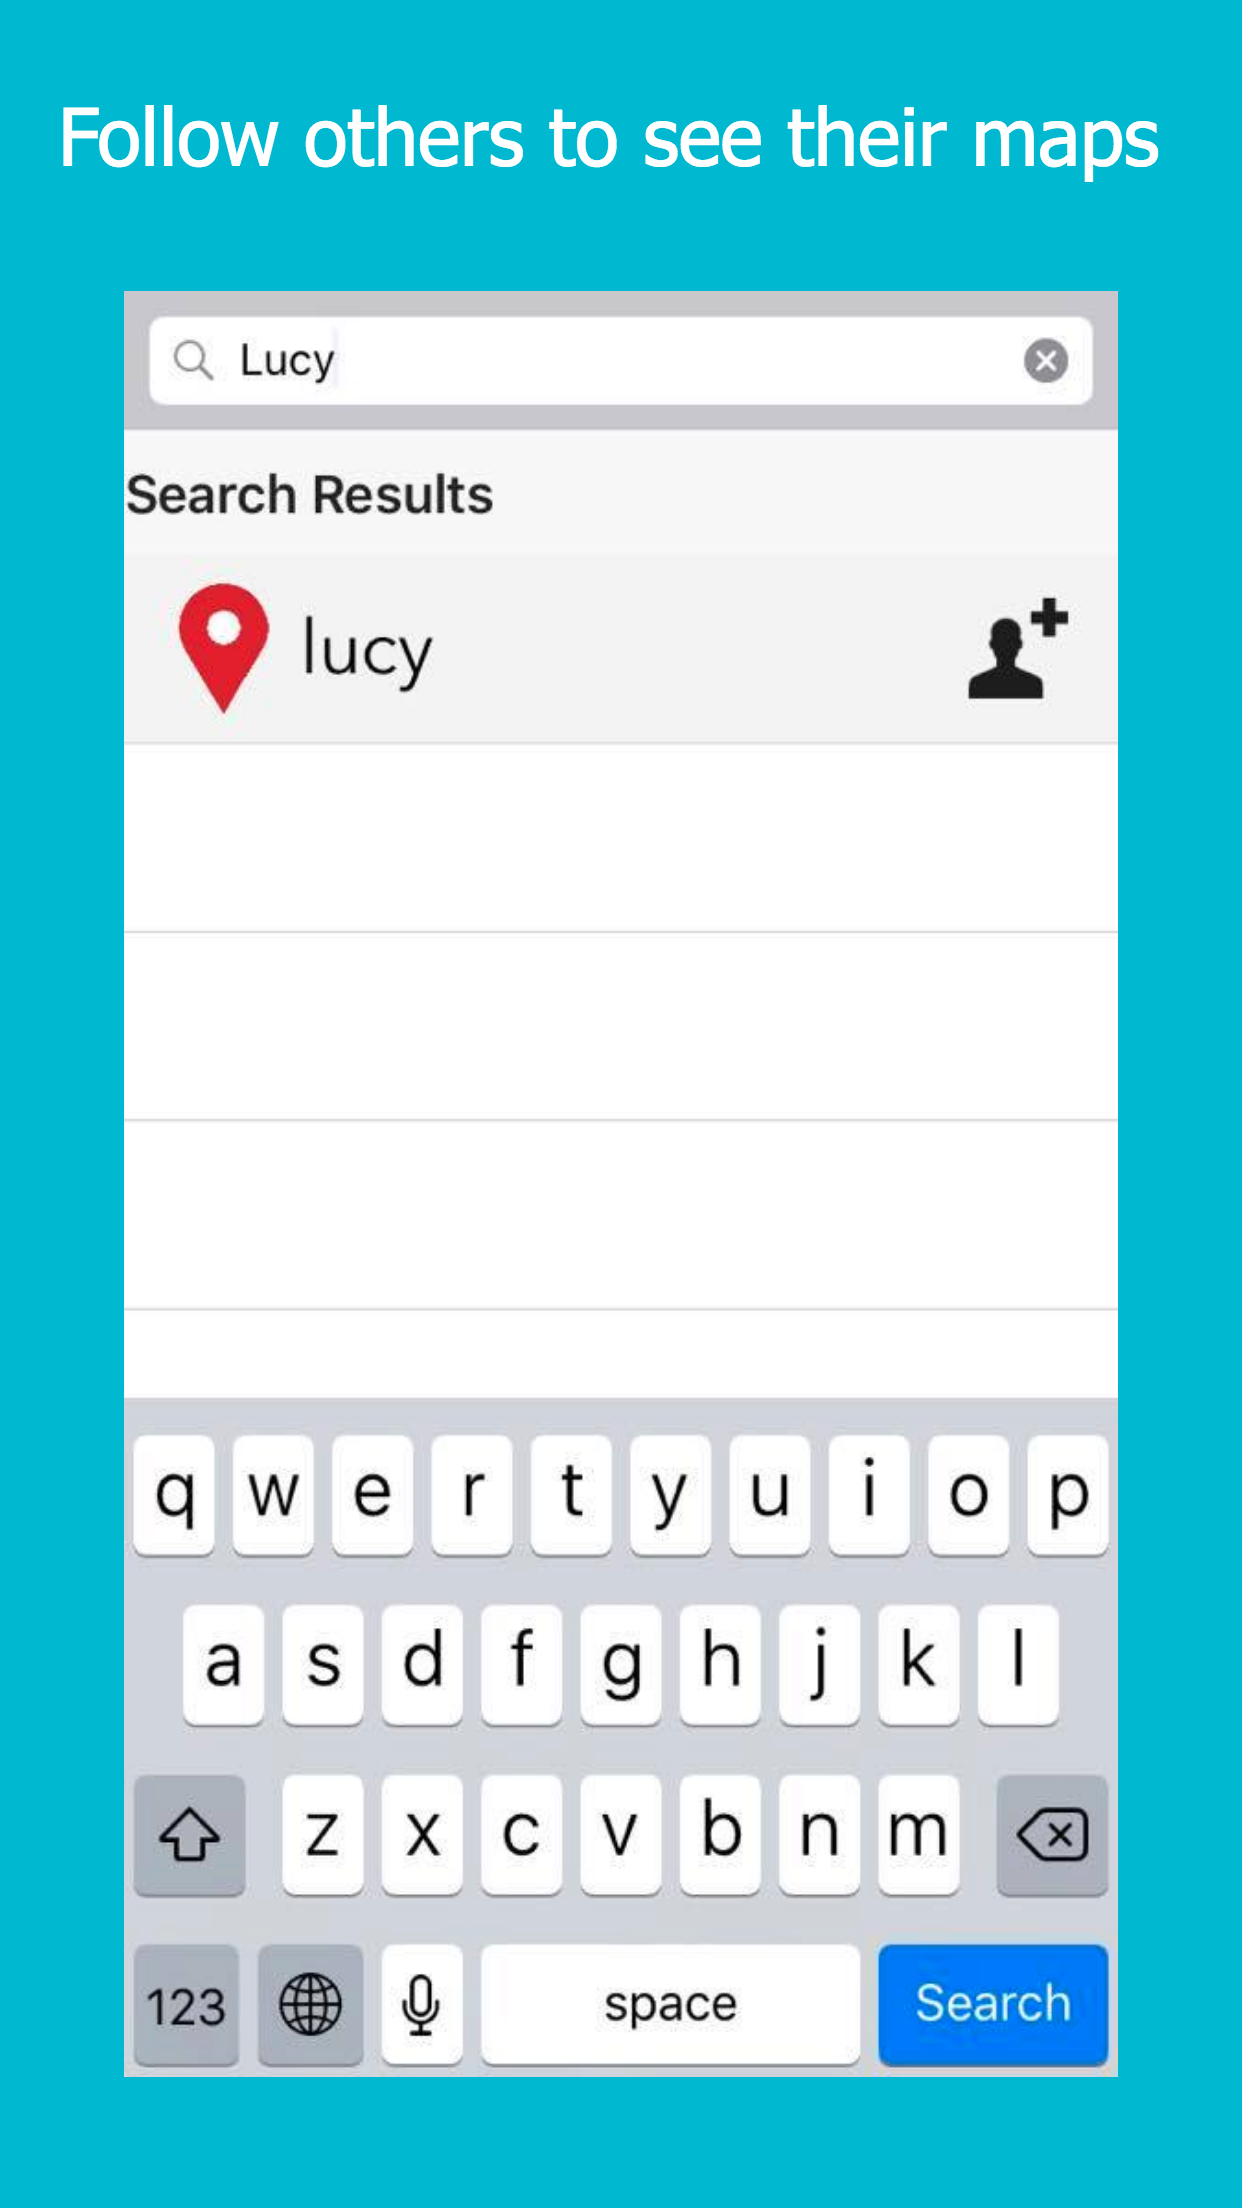 Follow others to see their maps
Lucy
Search Results
lucy
q w e r t y u i o p
a s d f g h j k l
z x c v b n m
123 space Search